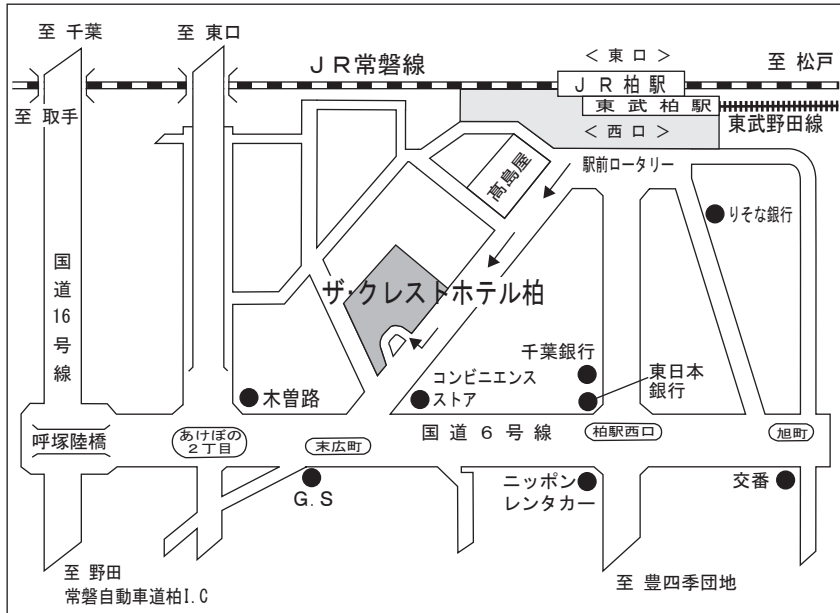 至 千葉
至 東口
JR常磐線
<東口>
至 松戸
JR柏駅
至 取手
東武柏駅
東武野田線
<西口>
髙島屋
駅前ロータリー
りそな銀行
国道16号線
ザ・クレストホテル柏
千葉銀行
コンビニエンス
ストア
東日本
銀行
木曽路
呼塚陸橋
あけぼの
2丁目
末広町
国道6号線
柏駅西口
旭町
G.S
ニッポン
レンタカー
交番
至 野田
常磐自動車道柏I.C
至 豊四季団地